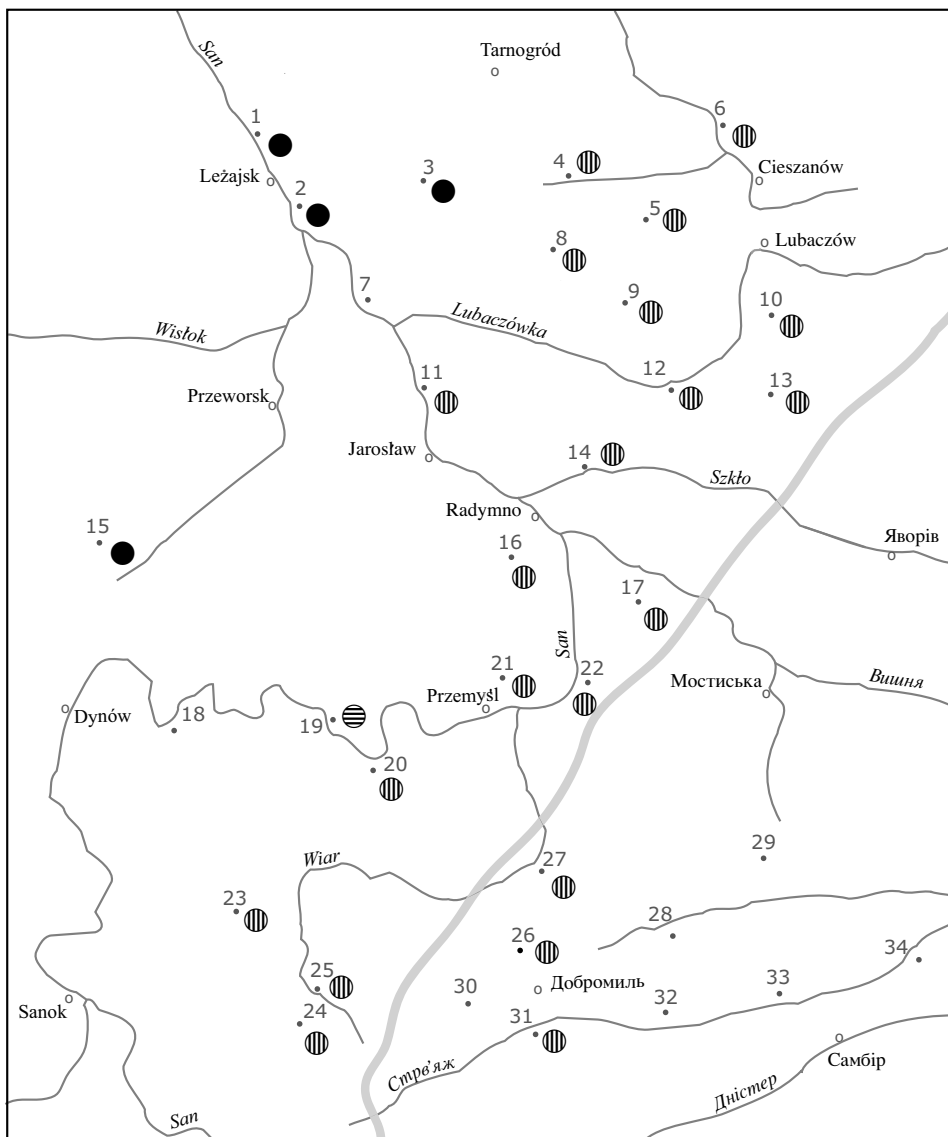 San
Tarnogród
1
6
3
4
Cieszanów
Leżajsk
2
5
8
Lubaczów
7
9
10
Lubaczówka
Wisłok
11
12
13
Przeworsk
Jarosław
14
Szkło
Radymno
15
16
Яворів
17
San
21
22
Мостиська
Вишня
Przemyśl
Dynów
18
19
20
Wiar
27
29
23
28
26
34
25
Добромиль
33
Sanok
30
24
31
32
Стрв'яж
Самбір
Дністер
San